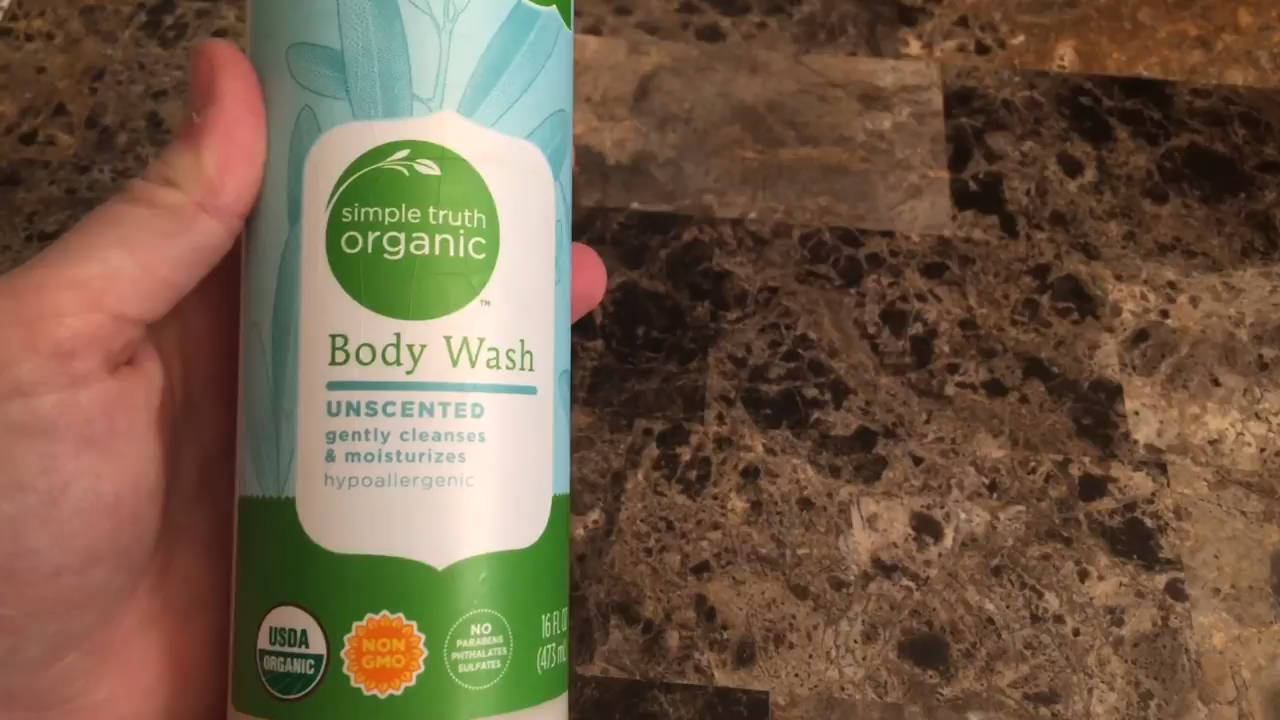 simple truth
organic
™
Body Wash
UNSCENTED
gently cleanses
& moisturizes
hypoallergenic
USDA
ORGANIC
NON
GMO
NO
PARABENS
PHTHALATES
SULFATES
16 FL OZ
(473 mL)